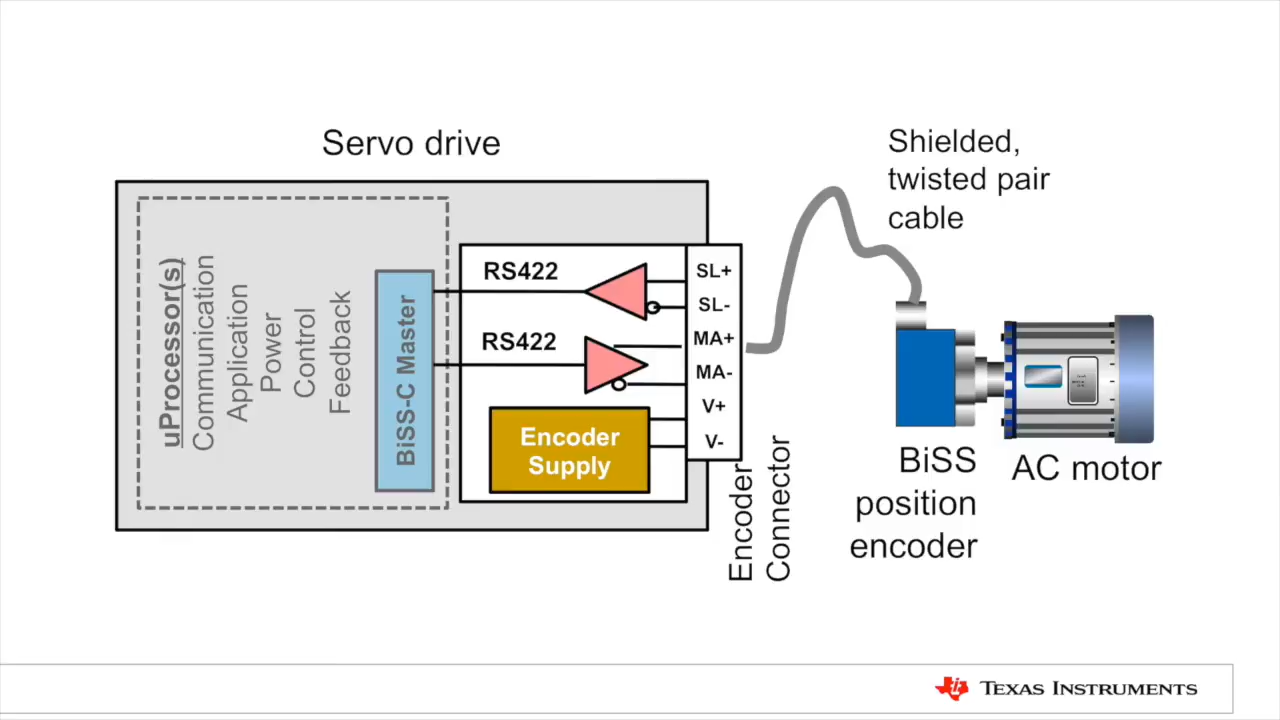 Servo drive
Shielded,
twisted pair
cable
uProcessor(s)
Communication
Application
Power
Control
Feedback
BiSS-C Master
RS422
RS422
Encoder
Supply
SL+
SL-
MA+
MA-
V+
V-
Encoder
Connector
BiSS
position
encoder
AC motor
TEXAS INSTRUMENTS